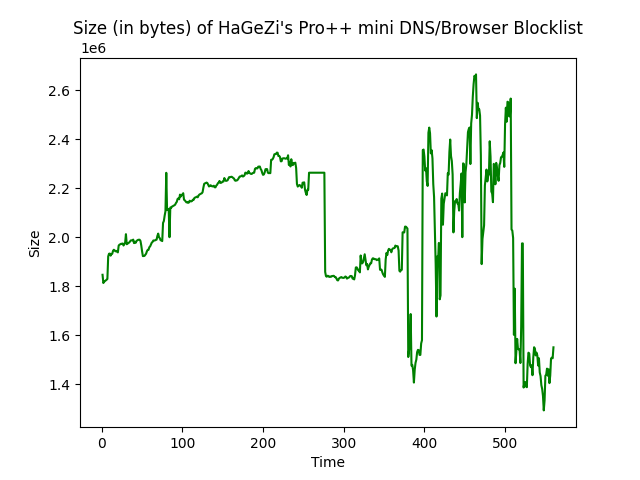 Size (in bytes) of HaGeZi's Pro++ mini DNS/Browser Blocklist
1e6
2.6
2.4
2.2
2.0
1.8
1.6
1.4
Size
0 100 200 300 400 500
Time